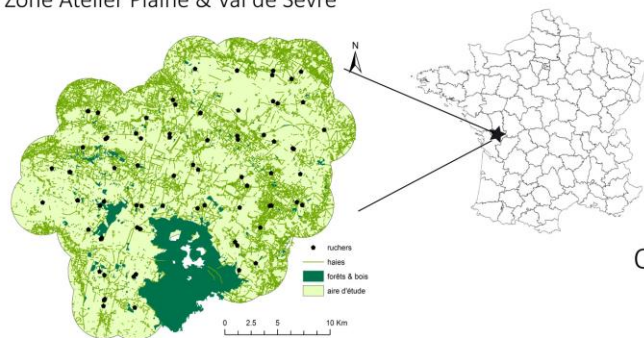 Zone Atelier Plaine & Val de Sèvre
N
ruchers
haies
forêts & bois
aire d'étude
0 2.5 5 10 Km